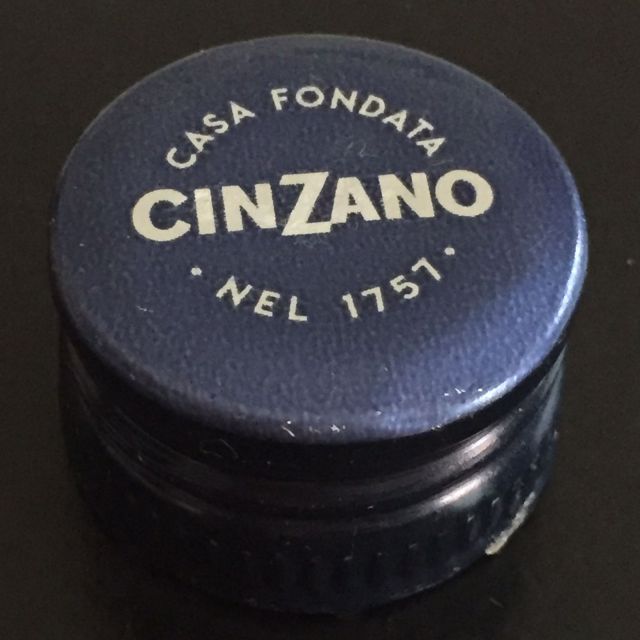 CASA FONDATA
CINZANO
• NEL 1757 •